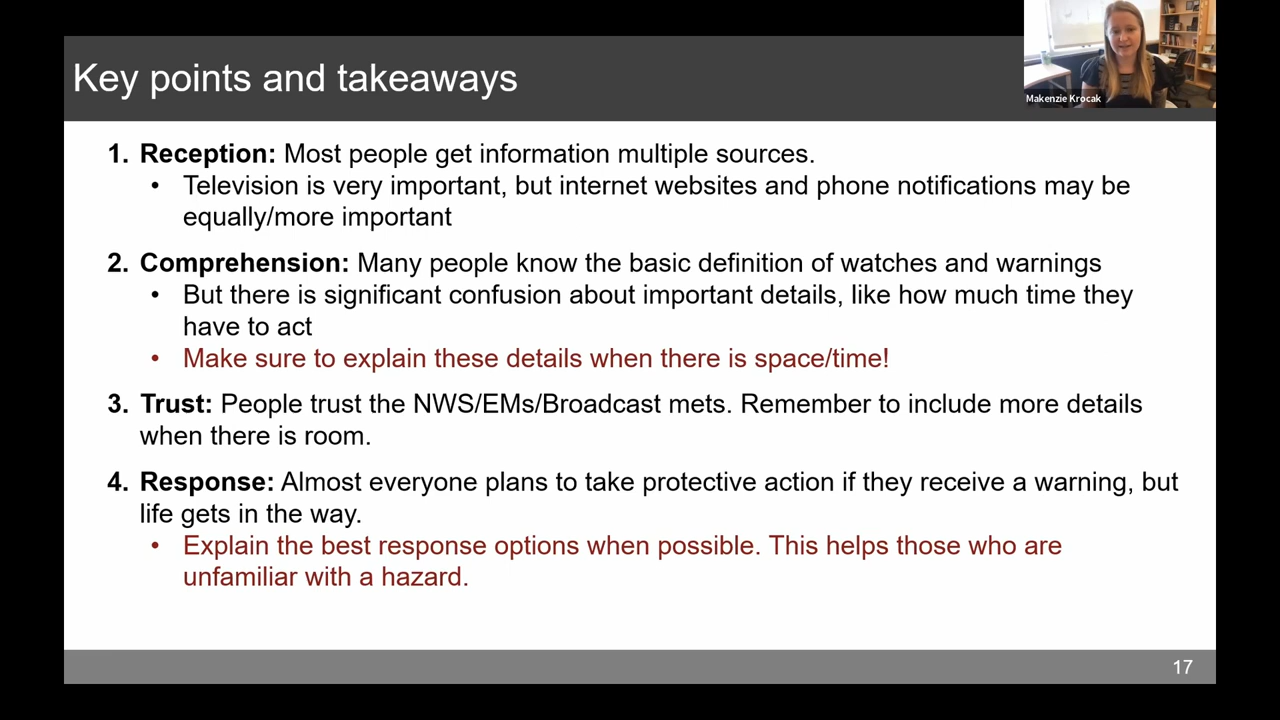 Key points and takeaways
Makenzie Krocak
1. Reception: Most people get information multiple sources.
• Television is very important, but internet websites and phone notifications may be
equally/more important
2. Comprehension: Many people know the basic definition of watches and warnings
• But there is significant confusion about important details, like how much time they
have to act
• Make sure to explain these details when there is space/time!
3. Trust: People trust the NWS/EMs/Broadcast mets. Remember to include more details
when there is room.
4. Response: Almost everyone plans to take protective action if they receive a warning, but
life gets in the way.
• Explain the best response options when possible. This helps those who are
unfamiliar with a hazard.
17